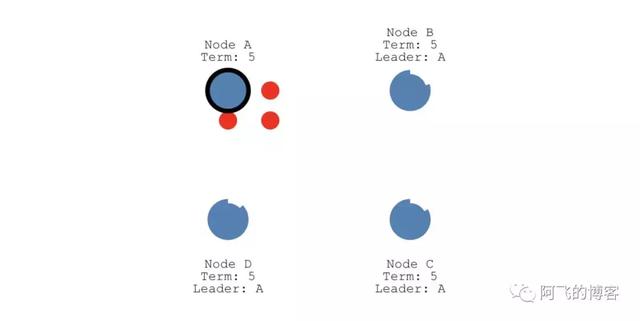 Node A
Term: 5
Node B
Term: 5
Leader: A
Node D
Term: 5
Leader: A
Node C
Term: 5
Leader: A
阿飞的博客